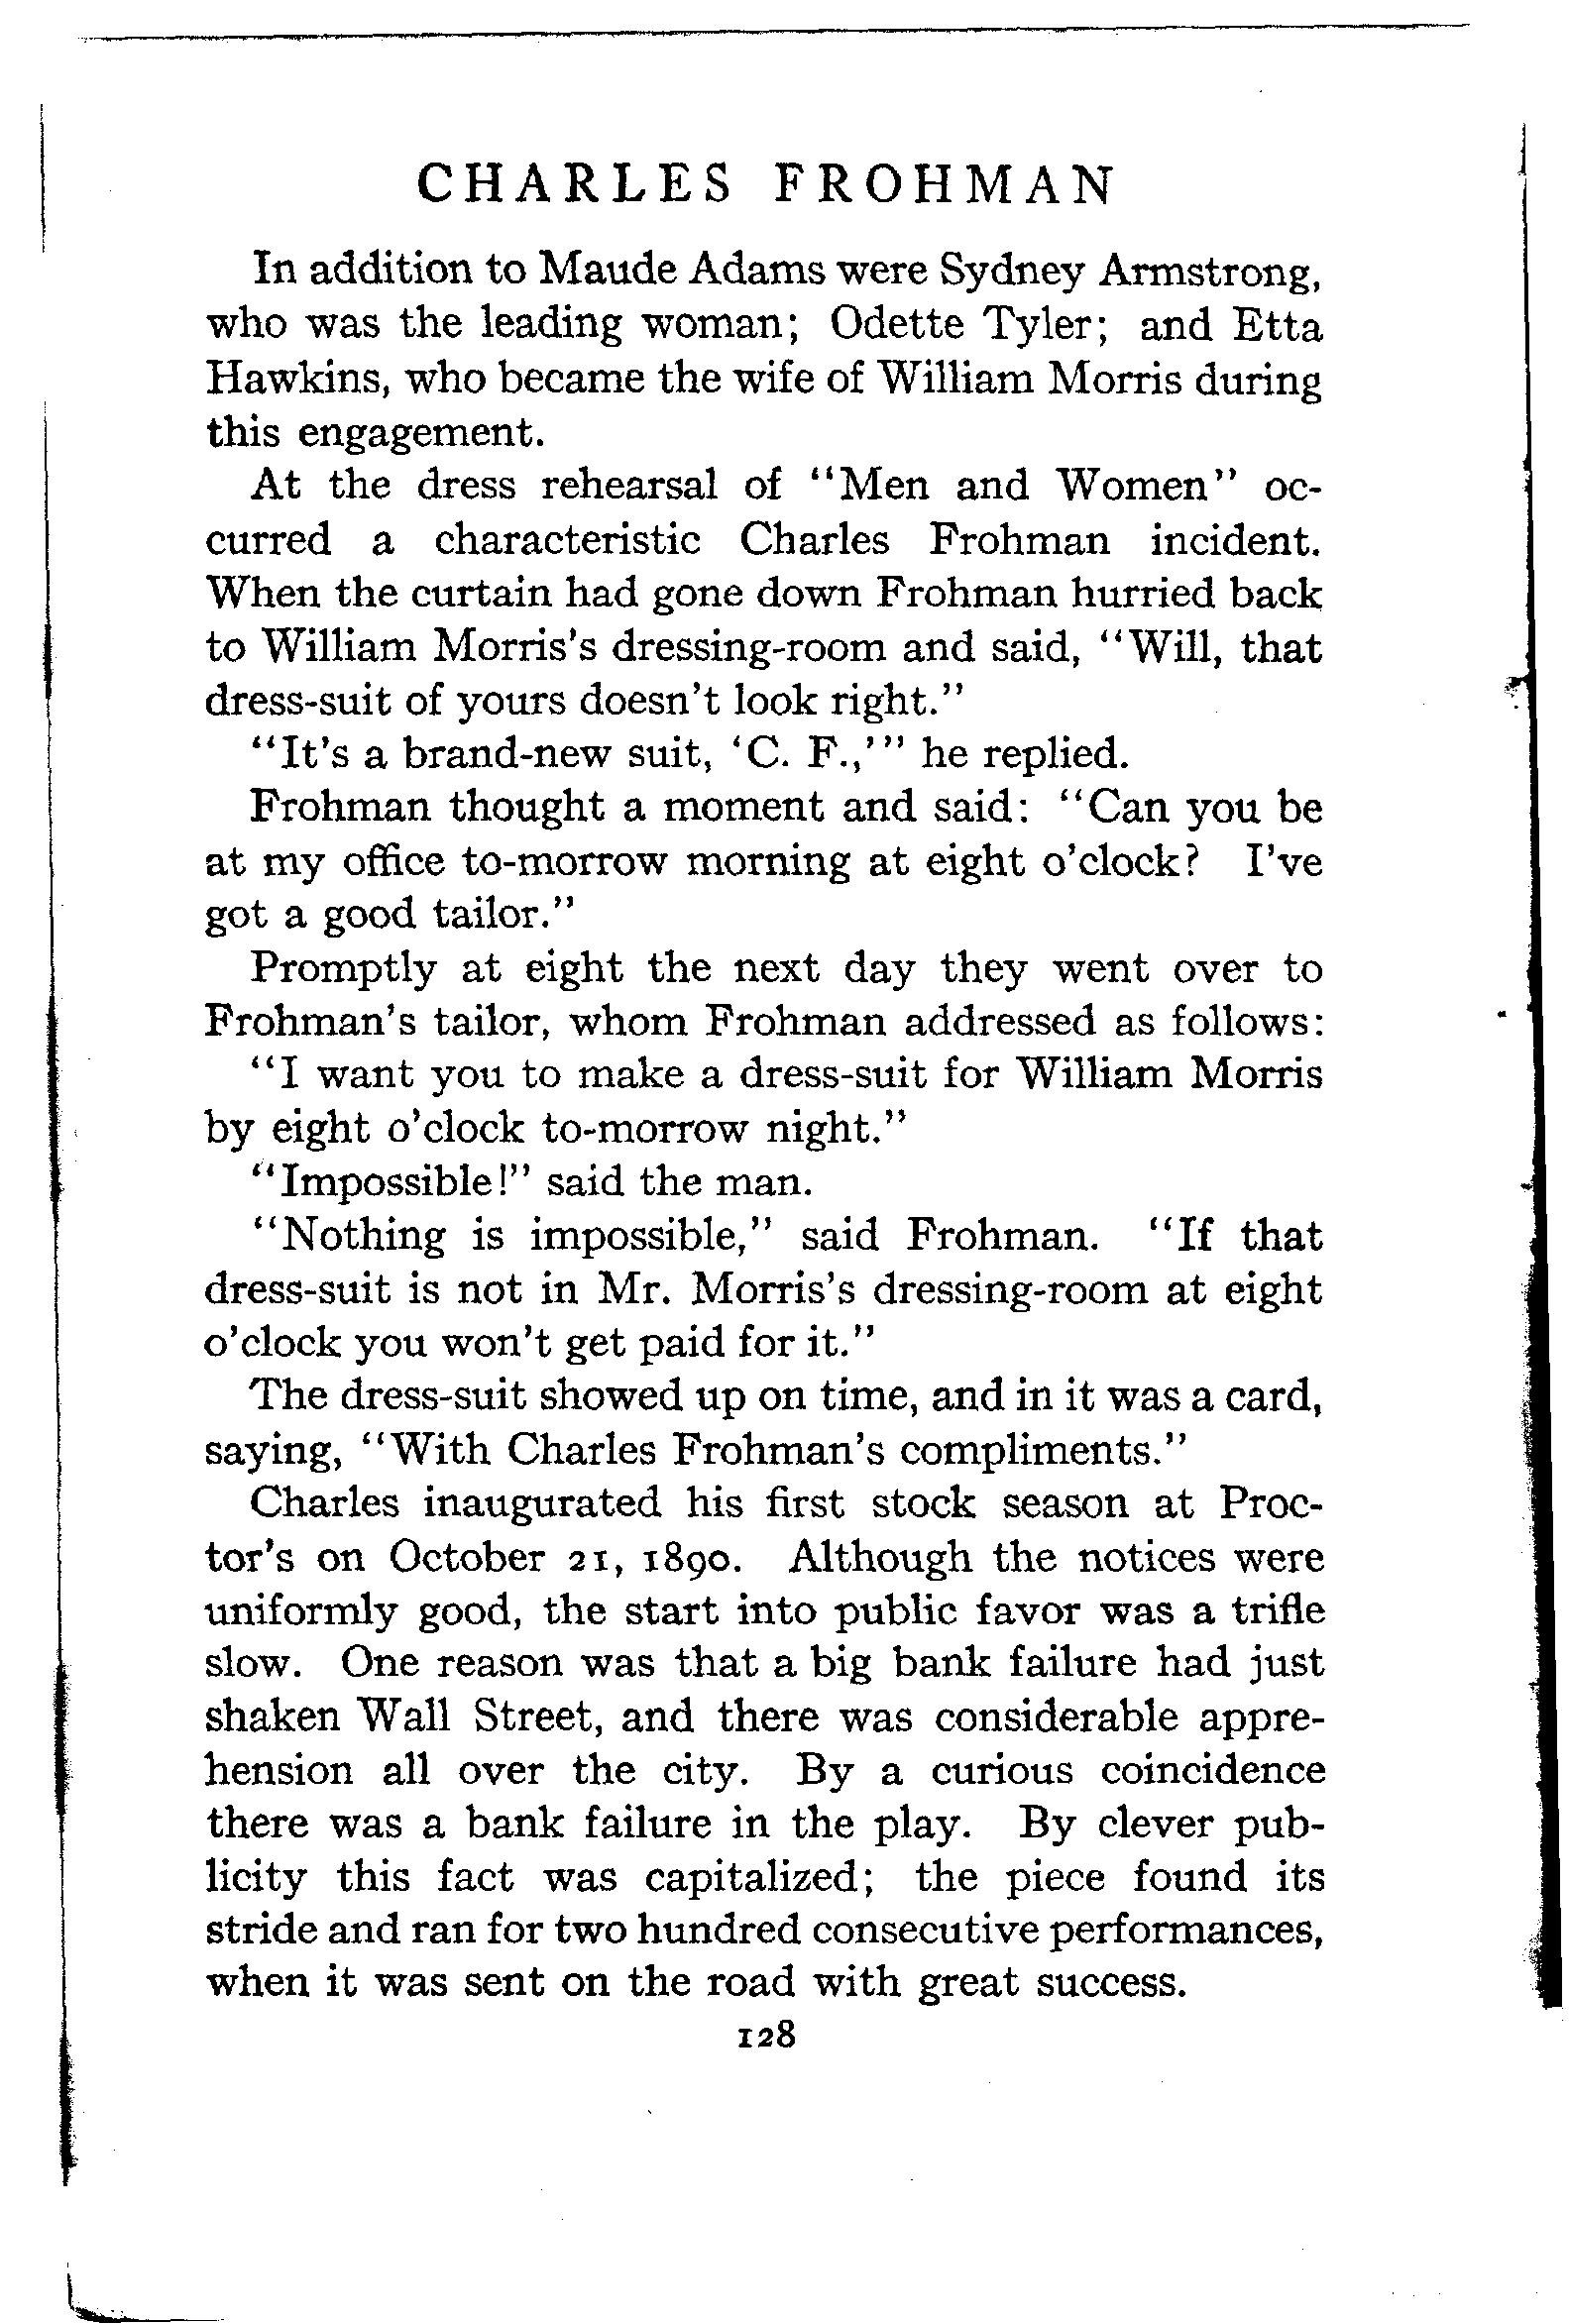 CHARLES FROHMAN
In addition to Maude Adams were Sydney Armstrong,
who was the leading woman; Odette Tyler; and Etta
Hawkins, who became the wife of William Morris during
this engagement.
At the dress rehearsal of "Men and Women" oc-
curred a characteristic Charles Frohman incident.
When the curtain had gone down Frohman hurried back
to William Morris's dressing-room and said, "Will, that
dress-suit of yours doesn't look right."
"It's a brand-new suit, 'C. F.,'" he replied.
Frohman thought a moment and said: "Can you be
at my office to-morrow morning at eight o'clock? I've
got a good tailor."
Promptly at eight the next day they went over to
Frohman's tailor, whom Frohman addressed as follows:
"I want you to make a dress-suit for William Morris
by eight o'clock to-morrow night."
"Impossible!" said the man.
"Nothing is impossible," said Frohman. "If that
dress-suit is not in Mr. Morris's dressing-room at eight
o'clock you won't get paid for it."
The dress-suit showed up on time, and in it was a card,
saying, "With Charles Frohman's compliments."
Charles inaugurated his first stock season at Proc-
tor's on October 21, 1890. Although the notices were
uniformly good, the start into public favor was a trifle
slow. One reason was that a big bank failure had just
shaken Wall Street, and there was considerable appre-
hension all over the city. By a curious coincidence
there was a bank failure in the play. By clever pub-
licity this fact was capitalized; the piece found its
stride and ran for two hundred consecutive performances,
when it was sent on the road with great success.
128